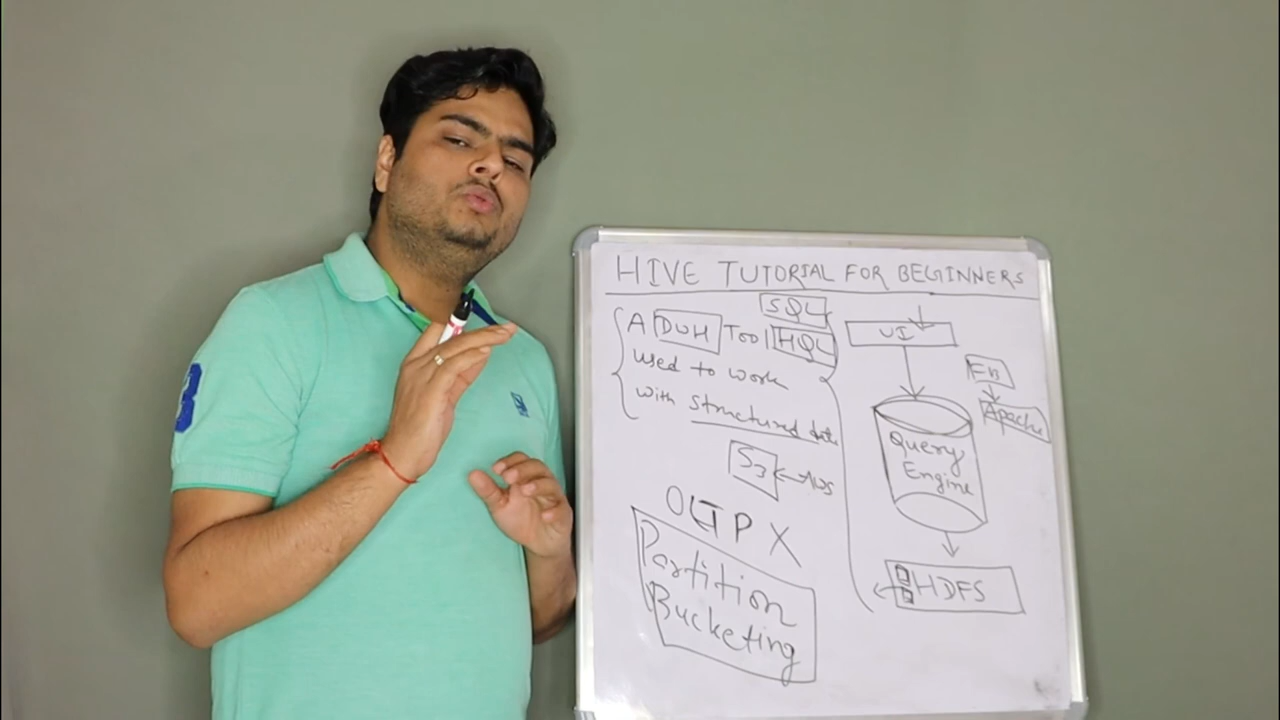 HIVE TUTORIAL FOR BEGINNERS
SQL
A DWH Tool HQL
used to work
with structured data
S3 ← AWS
OLTP X
Partition
Bucketing
UI
FB
Apache
Query
Engine
HDFS
3